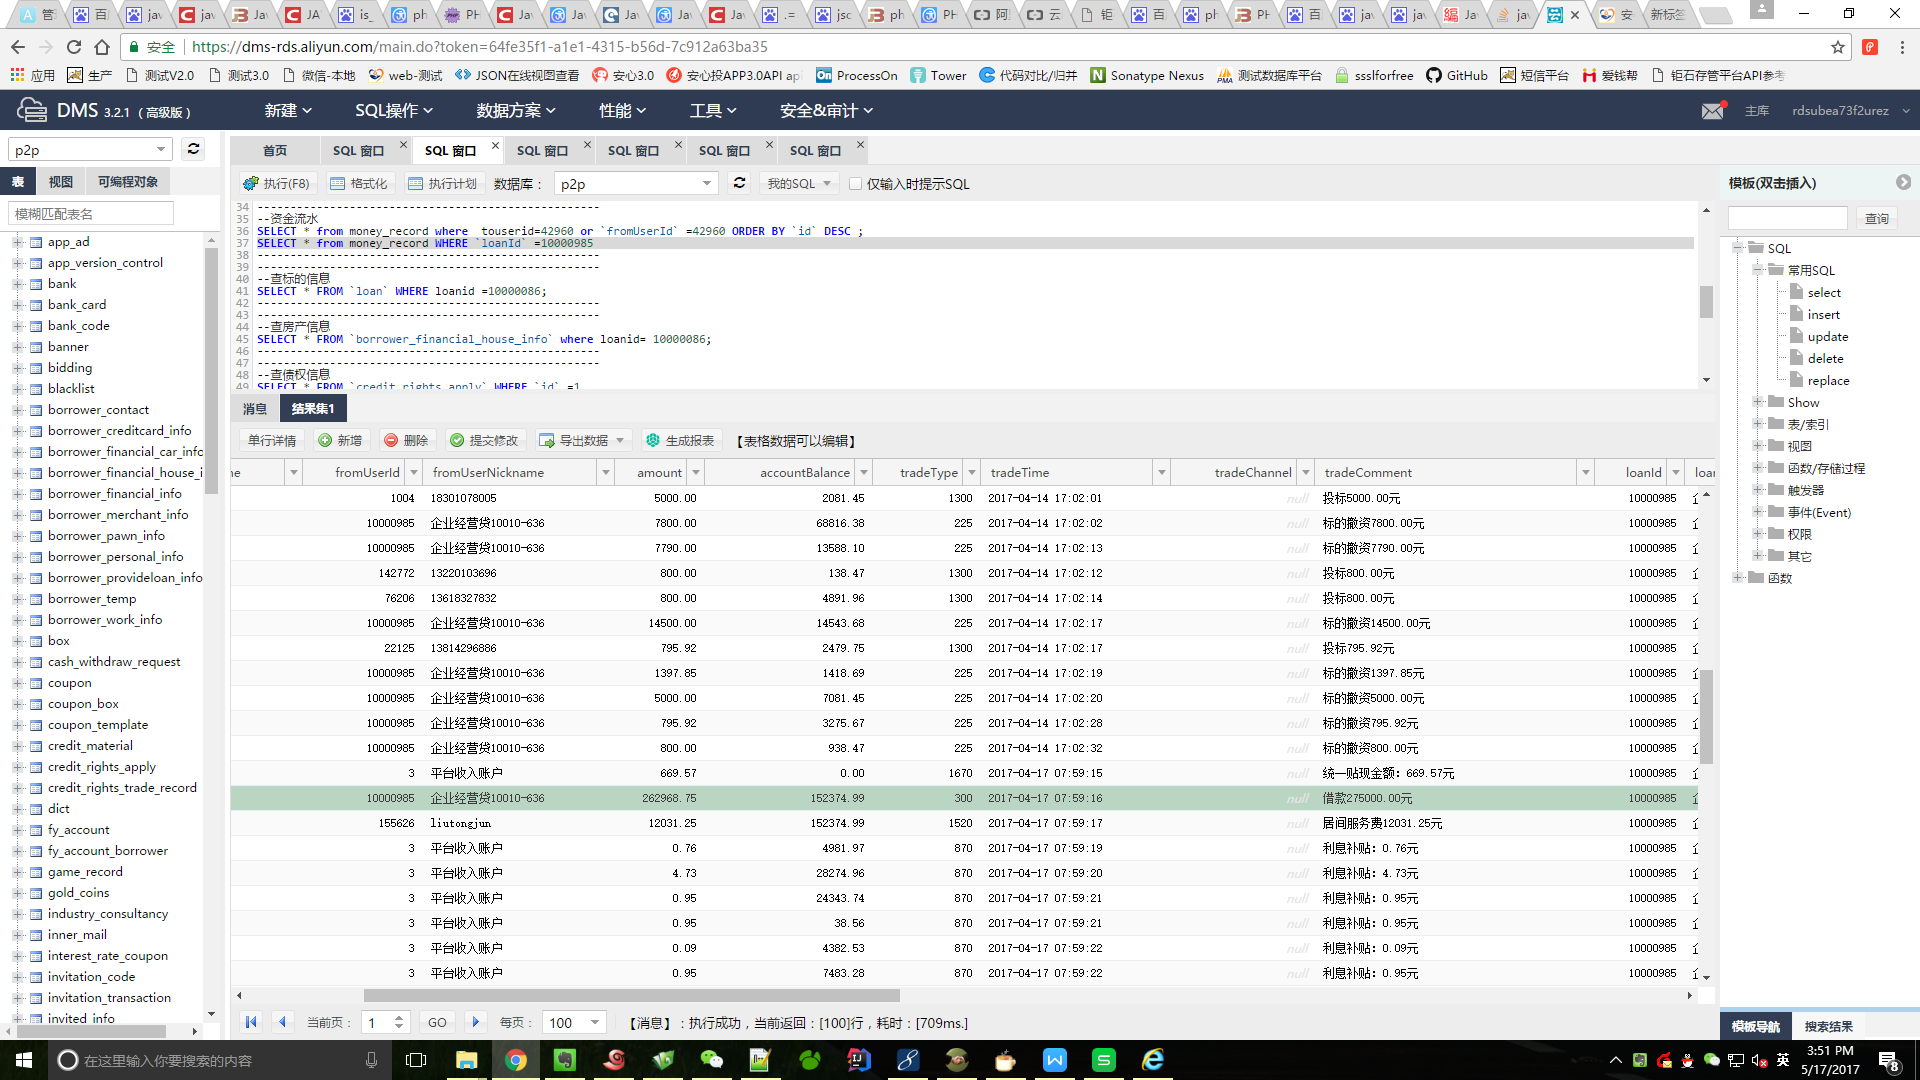 管 百 jav jav Jav JA is_ ph PH Jav Jav Jav Jav Jav .= jsc ph PH 阿 云 钜 百 ph PH 百 jav jav Jav jav 安 新标签
安全 https://dms-rds.aliyun.com/main.do?token=64fe35f1-a1e1-4315-b56d-7c912a63ba35
应用 生产 测试V2.0 测试3.0 微信-本地 web-测试 JSON在线视图查看 安心3.0 安心投APP3.0API api ProcessOn Tower 代码对比/归并 Sonatype Nexus 测试数据库平台 ssslforfree GitHub 短信平台 爱钱帮 钜石存管平台API参考
DMS 3.2.1 ( 高级版 ) 新建 SQL操作 数据方案 性能 工具 安全&审计 主库 rdsubea73f2urez
p2p
表 视图 可编程对象
模糊匹配表名
app_ad
app_version_control
bank
bank_card
bank_code
banner
bidding
blacklist
borrower_contact
borrower_creditcard_info
borrower_financial_car_info
borrower_financial_house_i
borrower_financial_info
borrower_merchant_info
borrower_pawn_info
borrower_personal_info
borrower_provideloan_info
borrower_temp
borrower_work_info
box
cash_withdraw_request
coupon
coupon_box
coupon_template
credit_material
credit_rights_apply
credit_rights_trade_record
dict
fy_account
fy_account_borrower
game_record
gold_coins
industry_consultancy
inner_mail
interest_rate_coupon
invitation_code
invitation_transaction
invited_info
首页 SQL 窗口 SQL 窗口 SQL 窗口 SQL 窗口 SQL 窗口 SQL 窗口
执行(F8) 格式化 执行计划 数据库： p2p 我的SQL 仅输入时提示SQL
34 ----------------------------------------------------
35 --资金流水
36 SELECT * from money_record where  touserid=42960 or `fromUserId` =42960 ORDER BY `id` DESC ;
37 SELECT * from money_record WHERE `loanId` =10000985
38 ----------------------------------------------------
39 ----------------------------------------------------
40 --查标的信息
41 SELECT * FROM `loan` WHERE loanid =10000086;
42 ----------------------------------------------------
43 ----------------------------------------------------
44 --查房产信息
45 SELECT * FROM `borrower_financial_house_info` where loanid= 10000086;
46 ----------------------------------------------------
47 ----------------------------------------------------
48 --查债权信息
49 SELECT * FROM `credit_rights_apply` WHERE `id` =1
消息 结果集1
单行详情 新增 删除 提交修改 导出数据 生成报表 【表格数据可以编辑】
ne fromUserId fromUserNickname amount accountBalance tradeType tradeTime tradeChannel tradeComment loanId loar
1004 18301078005 5000.00 2081.45 1300 2017-04-14 17:02:01 null 投标5000.00元 10000985
10000985 企业经营贷10010-636 7800.00 68816.38 225 2017-04-14 17:02:02 null 标的撤资7800.00元 10000985
10000985 企业经营贷10010-636 7790.00 13588.10 225 2017-04-14 17:02:13 null 标的撤资7790.00元 10000985
142772 13220103696 800.00 138.47 1300 2017-04-14 17:02:12 null 投标800.00元 10000985
76206 13618327832 800.00 4891.96 1300 2017-04-14 17:02:14 null 投标800.00元 10000985
10000985 企业经营贷10010-636 14500.00 14543.68 225 2017-04-14 17:02:17 null 标的撤资14500.00元 10000985
22125 13814296886 795.92 2479.75 1300 2017-04-14 17:02:17 null 投标795.92元 10000985
10000985 企业经营贷10010-636 1397.85 1418.69 225 2017-04-14 17:02:19 null 标的撤资1397.85元 10000985
10000985 企业经营贷10010-636 5000.00 7081.45 225 2017-04-14 17:02:20 null 标的撤资5000.00元 10000985
10000985 企业经营贷10010-636 795.92 3275.67 225 2017-04-14 17:02:28 null 标的撤资795.92元 10000985
10000985 企业经营贷10010-636 800.00 938.47 225 2017-04-14 17:02:32 null 标的撤资800.00元 10000985
3 平台收入账户 669.57 0.00 1670 2017-04-17 07:59:15 null 统一贴现金额：669.57元 10000985
10000985 企业经营贷10010-636 262968.75 152374.99 300 2017-04-17 07:59:16 null 借款275000.00元 10000985
155626 liutongjun 12031.25 152374.99 1520 2017-04-17 07:59:17 null 居间服务费12031.25元 10000985
3 平台收入账户 0.76 4981.97 870 2017-04-17 07:59:19 null 利息补贴：0.76元 10000985
3 平台收入账户 4.73 28274.96 870 2017-04-17 07:59:20 null 利息补贴：4.73元 10000985
3 平台收入账户 0.95 24343.74 870 2017-04-17 07:59:21 null 利息补贴：0.95元 10000985
3 平台收入账户 0.95 38.56 870 2017-04-17 07:59:21 null 利息补贴：0.95元 10000985
3 平台收入账户 0.09 4382.53 870 2017-04-17 07:59:22 null 利息补贴：0.09元 10000985
3 平台收入账户 0.95 7483.28 870 2017-04-17 07:59:22 null 利息补贴：0.95元 10000985
当前页： 1 GO 每页： 100 【消息】：执行成功，当前返回：[100]行，耗时：[709ms.]
模板(双击插入)
查询
SQL
常用SQL
select
insert
update
delete
replace
Show
表/索引
视图
函数/存储过程
触发器
事件(Event)
权限
其它
函数
模板导航 搜索结果
在这里输入你要搜索的内容
英 3:51 PM
5/17/2017 8